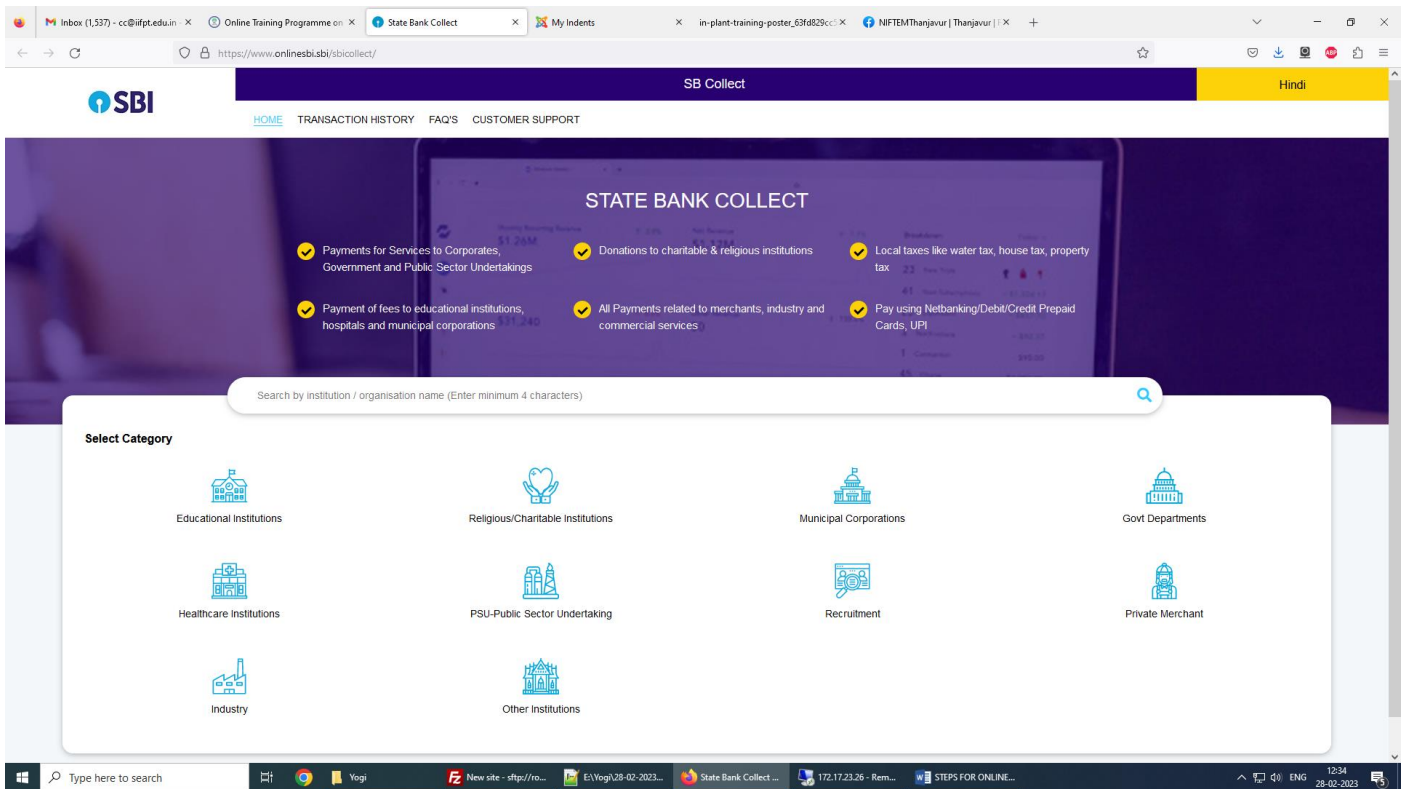 Inbox (1,537) - cc@iifpt.edu.in -
Online Training Programme on
State Bank Collect
My Indents
in-plant-training-poster_63fd829cc5
NIFTEMThanjavur | Thanjavur |
https://www.onlinesbi.sbi/sbicollect/
ABP
SBI
SB Collect
Hindi
HOME TRANSACTION HISTORY FAQ'S CUSTOMER SUPPORT
STATE BANK COLLECT
Payments for Services to Corporates,
Government and Public Sector Undertakings
Donations to charitable & religious institutions
Local taxes like water tax, house tax, property
tax
Payment of fees to educational institutions,
hospitals and municipal corporations
All Payments related to merchants, industry and
commercial services
Pay using Netbanking/Debit/Credit Prepaid
Cards, UPI
$1.26M
$31,240
Search by institution / organisation name (Enter minimum 4 characters)
Select Category
Educational Institutions
Religious/Charitable Institutions
Municipal Corporations
Govt Departments
Healthcare Institutions
PSU-Public Sector Undertaking
Recruitment
Private Merchant
Industry
Other Institutions
Type here to search
Yogi
New site - sftp://ro...
E:\Yogi\28-02-2023...
State Bank Collect ...
172.17.23.26 - Rem...
STEPS FOR ONLINE...
ENG
12:34
28-02-2023
5